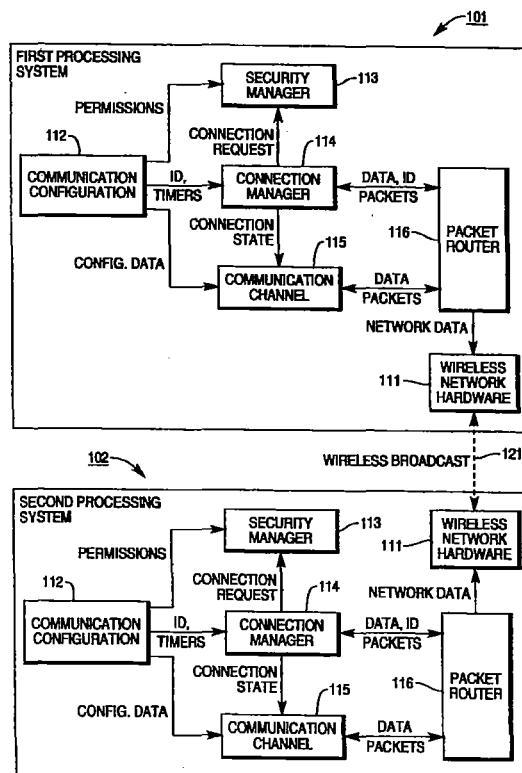 101
FIRST PROCESSING
SYSTEM
SECURITY
MANAGER
113
PERMISSIONS
112
CONNECTION
REQUEST
114
COMMUNICATION
CONFIGURATION
ID,
TIMERS
CONNECTION
MANAGER
DATA, ID
PACKETS
CONNECTION
STATE
115
116
PACKET
ROUTER
CONFIG. DATA
COMMUNICATION
CHANNEL
DATA
PACKETS
NETWORK DATA
111
WIRELESS
NETWORK
HARDWARE
102
WIRELESS BROADCAST
121
SECOND PROCESSING
SYSTEM
SECURITY
MANAGER
113
111
WIRELESS
NETWORK
HARDWARE
PERMISSIONS
112
CONNECTION
REQUEST
114
NETWORK DATA
COMMUNICATION
CONFIGURATION
ID,
TIMERS
CONNECTION
MANAGER
DATA, ID
PACKETS
CONNECTION
STATE
115
116
PACKET
ROUTER
CONFIG. DATA
COMMUNICATION
CHANNEL
DATA
PACKETS